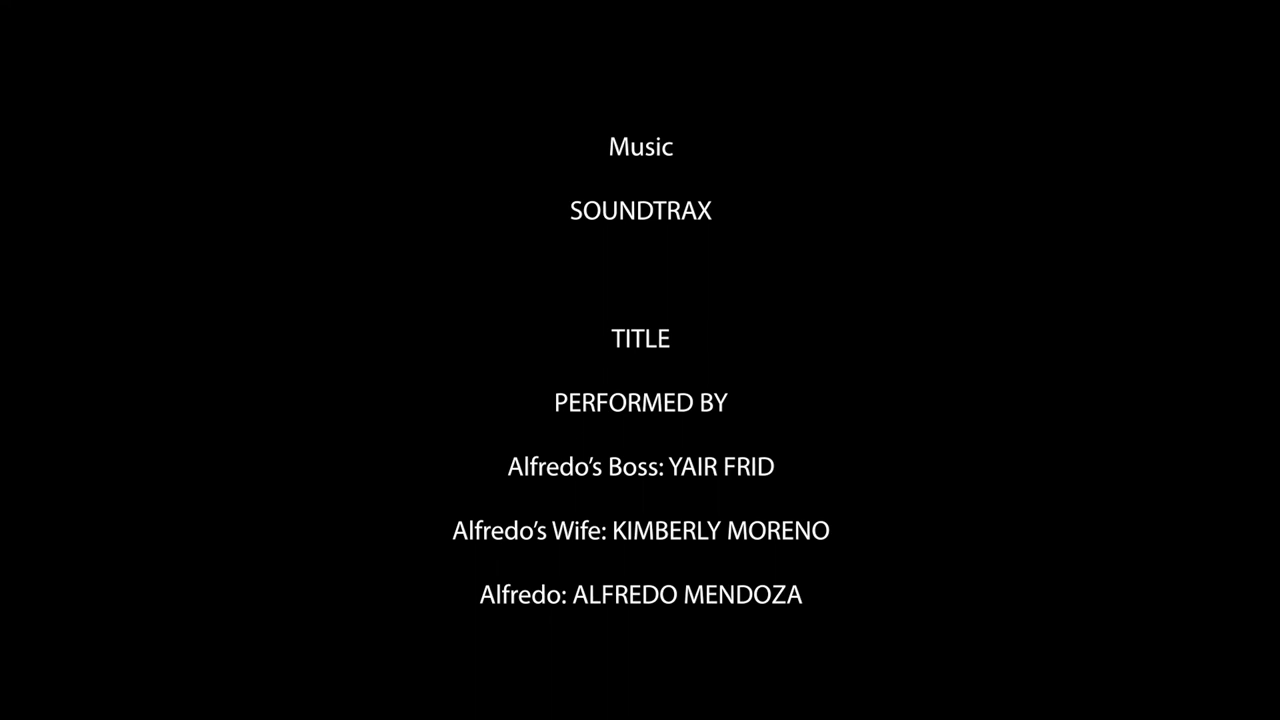 Music
SOUNDTRAX
TITLE
PERFORMED BY
Alfredo’s Boss: YAIR FRID
Alfredo’s Wife: KIMBERLY MORENO
Alfredo: ALFREDO MENDOZA